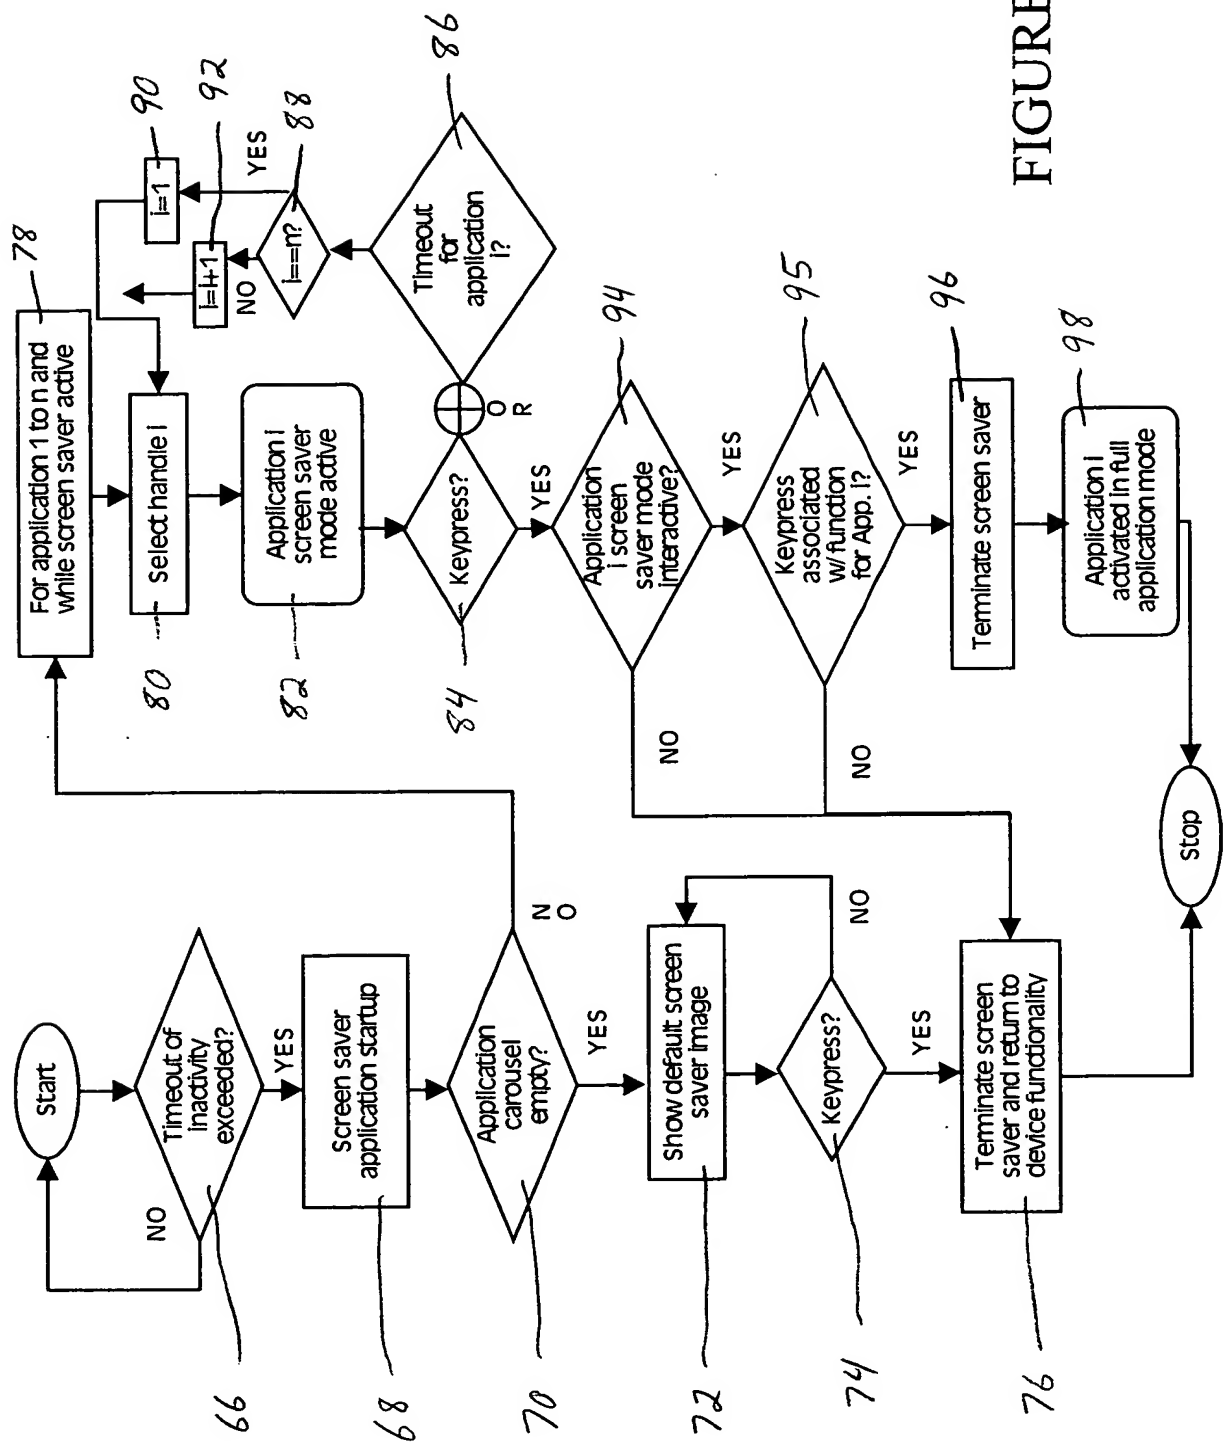 start
66
Timeout of
inactivity
exceeded?
NO
YES
68
Screen saver
application startup
70
Application
carousel
empty?
N
O
YES
72
Show default screen
saver image
74
Keypress?
NO
YES
76
Terminate screen
saver and return to
device functionality
stop
78
For application 1 to n and
while screen saver active
80
select handle i
82
Application i
screen saver
mode active
84
Keypress?
O
R
86
Timeout
for
application
i?
88
i==n?
YES
NO
90
i=1
92
i=i+1
YES
94
Application
i screen
saver mode
interactive?
NO
YES
95
Keypress
associated
w/function
for App. i?
NO
YES
96
Terminate screen saver
98
Application i
activated in full
application mode
FIGURE